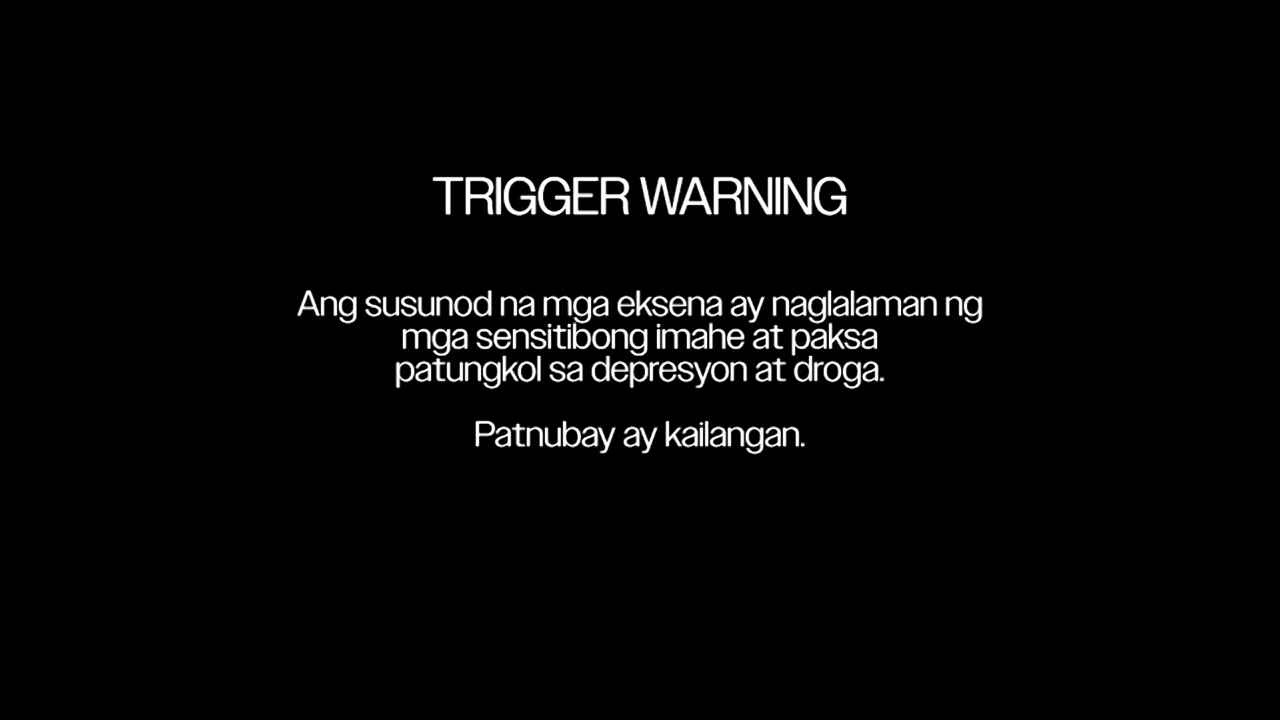 TRIGGER WARNING
Ang susunod na mga eksena ay naglalaman ng
mga sensitibong imahe at paksa
patungkol sa depresyon at droga.
Patnubay ay kailangan.